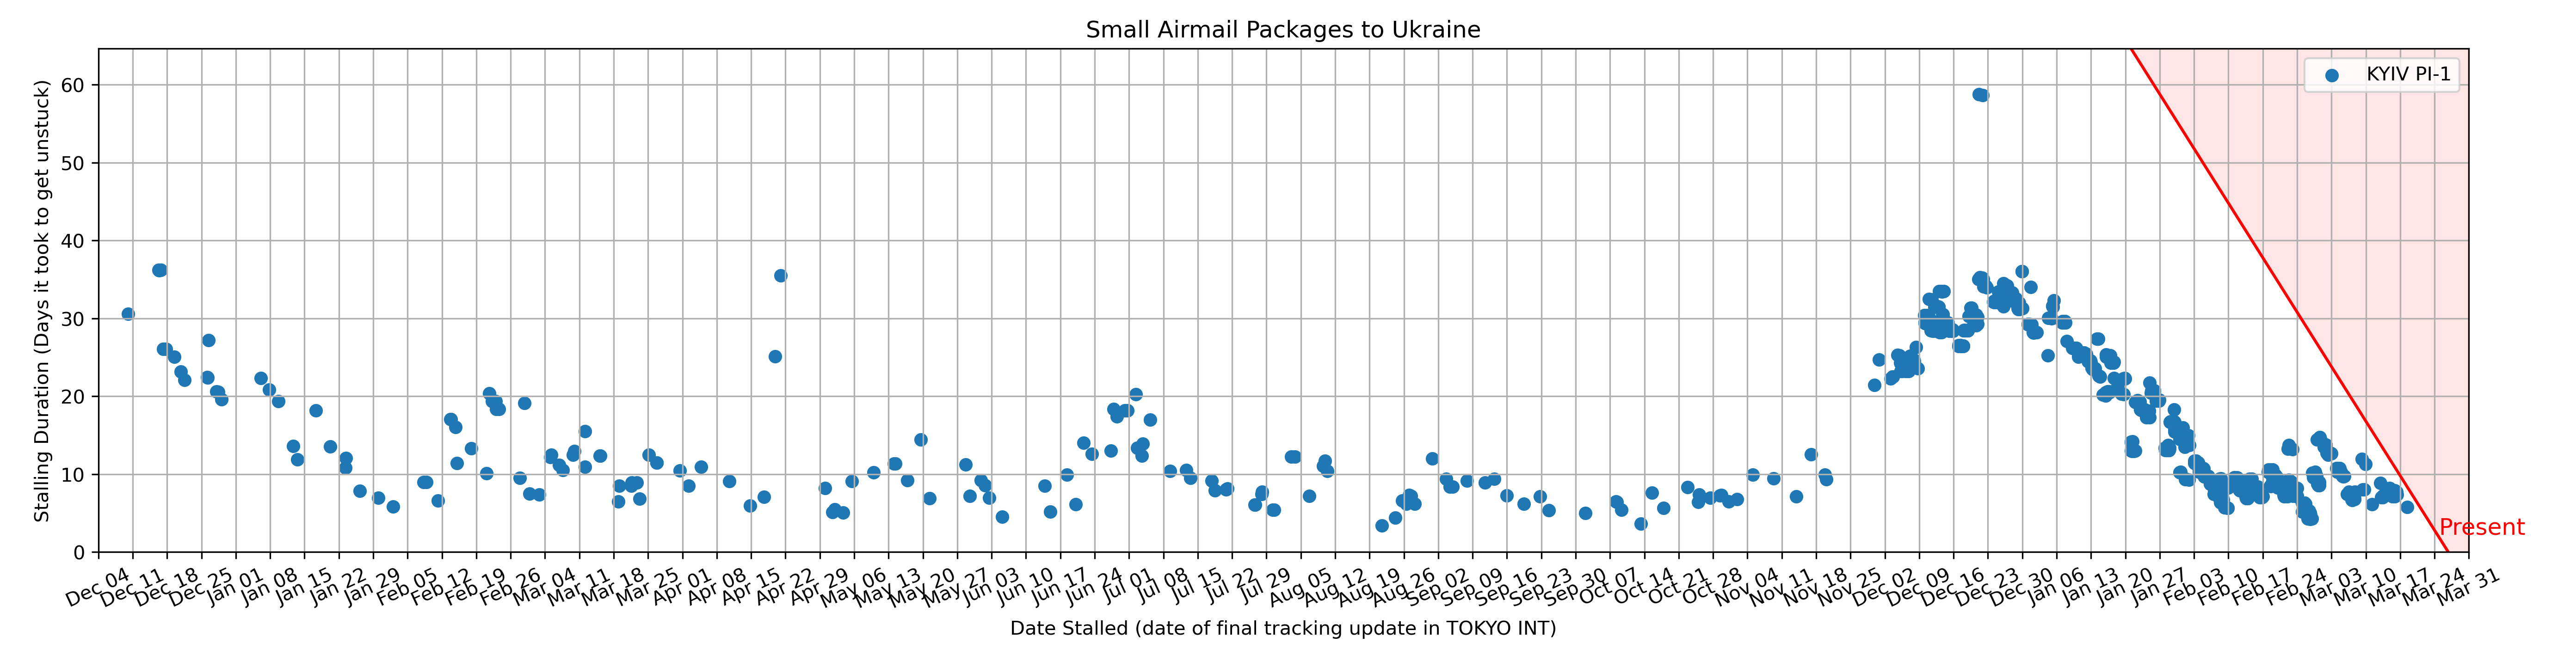 Small Airmail Packages to Ukraine
KYIV PI-1
60
50
40
30
20
10
0
Stalling Duration (Days it took to get unstuck)
Present
Dec 04
Dec 11
Dec 18
Dec 25
Jan 01
Jan 08
Jan 15
Jan 22
Jan 29
Feb 05
Feb 12
Feb 19
Feb 26
Mar 04
Mar 11
Mar 18
Mar 25
Apr 01
Apr 08
Apr 15
Apr 22
Apr 29
May 06
May 13
May 20
May 27
Jun 03
Jun 10
Jun 17
Jun 24
Jul 01
Jul 08
Jul 15
Jul 22
Jul 29
Aug 05
Aug 12
Aug 19
Aug 26
Sep 02
Sep 09
Sep 16
Sep 23
Sep 30
Oct 07
Oct 14
Oct 21
Oct 28
Nov 04
Nov 11
Nov 18
Nov 25
Dec 02
Dec 09
Dec 16
Dec 23
Dec 30
Jan 06
Jan 13
Jan 20
Jan 27
Feb 03
Feb 10
Feb 17
Feb 24
Mar 03
Mar 10
Mar 17
Mar 24
Mar 31
Date Stalled (date of final tracking update in TOKYO INT)